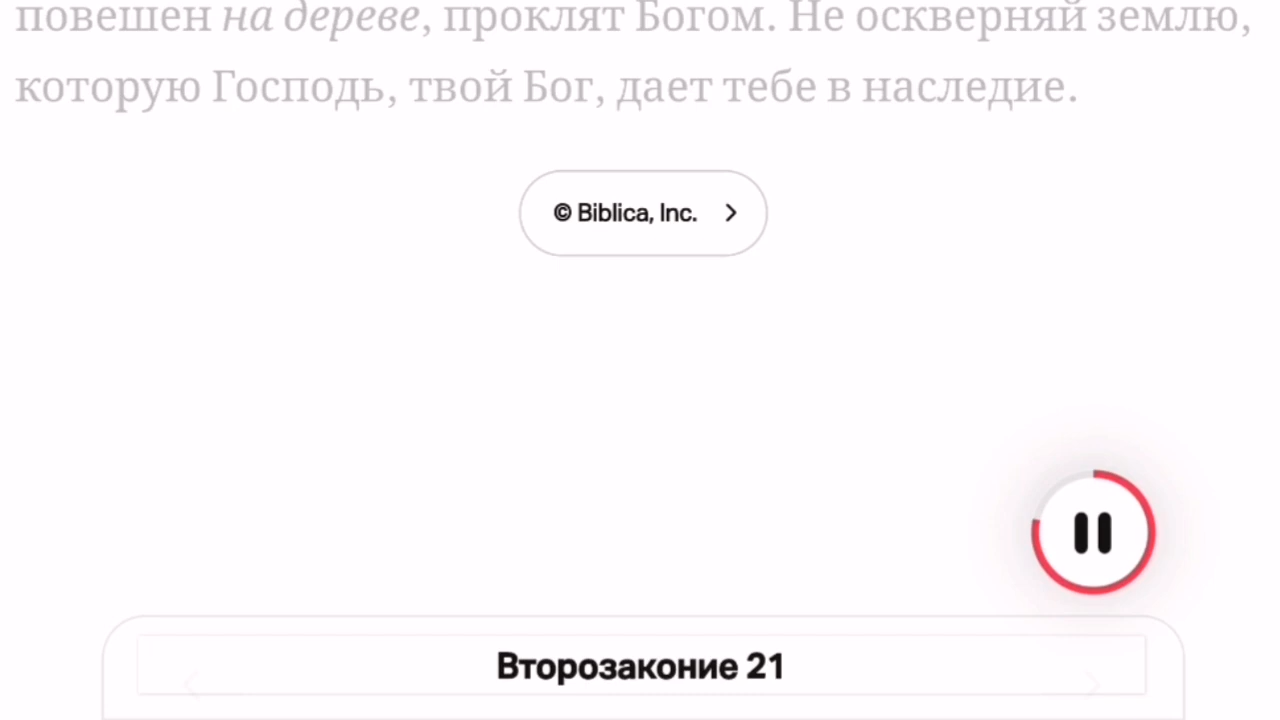 повешен на дереве, проклят Богом. Не оскверняй землю,
которую Господь, твой Бог, дает тебе в наследие.
© Biblica, Inc.
Второзаконие 21